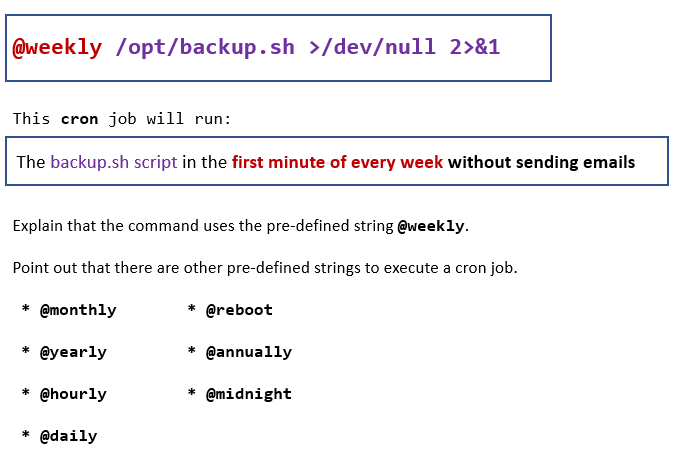 @weekly /opt/backup.sh >/dev/null 2>&1
This cron job will run:
The backup.sh script in the first minute of every week without sending emails
Explain that the command uses the pre-defined string @weekly.
Point out that there are other pre-defined strings to execute a cron job.
* @monthly * @reboot
* @yearly * @annually
* @hourly * @midnight
* @daily